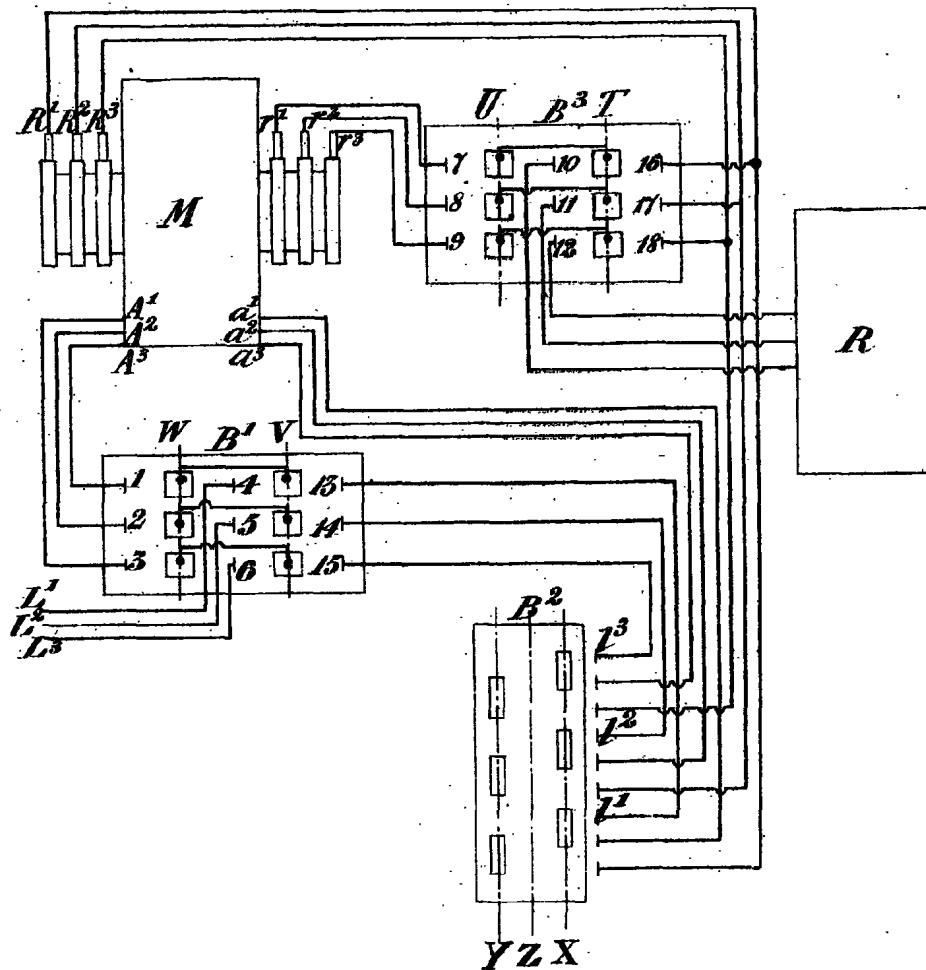 R¹ R² R³
M
r¹ r² r³
U B³ T
7 10 16
8 11 17
9 12 18
R
A¹ a¹
A² a²
A³ a³
W B¹ V
1 4 13
2 5 14
3 6 15
L¹
L²
L³
B²
l³
l²
l¹
Y Z X